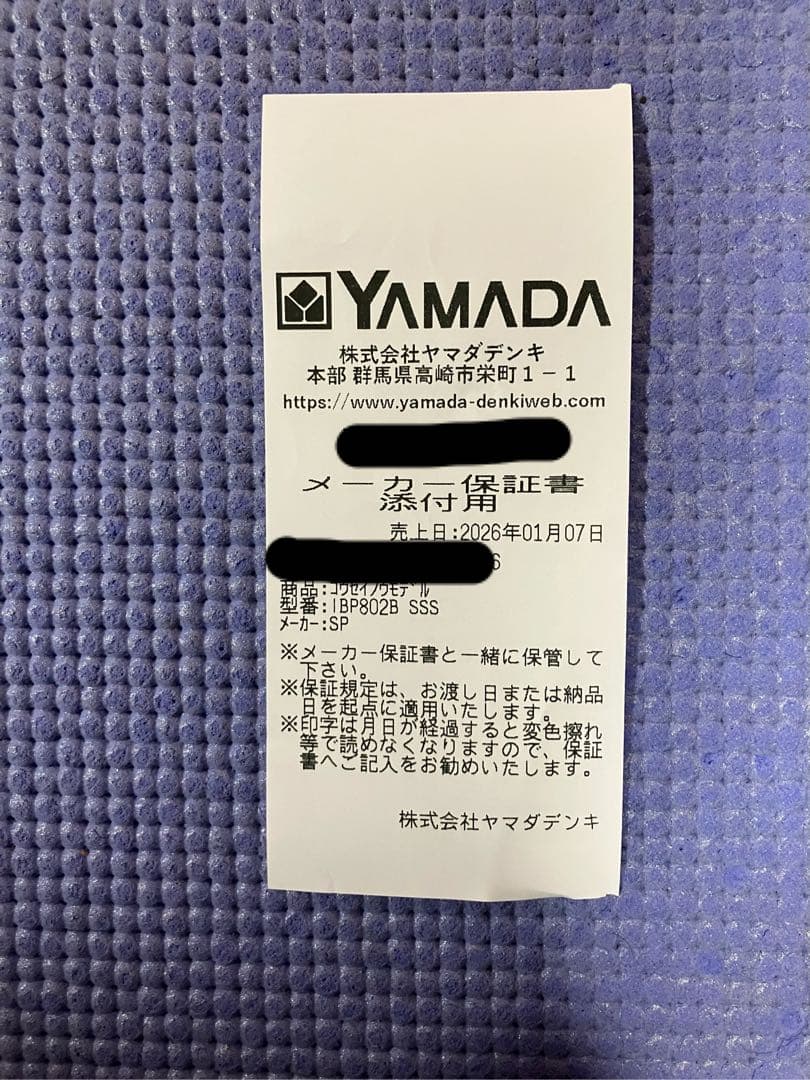 YAMADA
株式会社ヤマダデンキ
本部 群馬県高崎市栄町1－1
https://www.yamada-denkiweb.com
メーカー保証書
添付用
売上日:2026年01月07日
6
商品:ｺｳｾｲﾉｳﾓﾃﾞﾙ
型番:IBP802B SSS
ﾒｰｶｰ:SP
※メーカー保証書と一緒に保管して
下さい。
※保証規定は、お渡し日または納品
日を起点に適用いたします。
※印字は月日が経過すると変色擦れ
等で読めなくなりますので、保証
書へご記入をお勧めいたします。
株式会社ヤマダデンキ